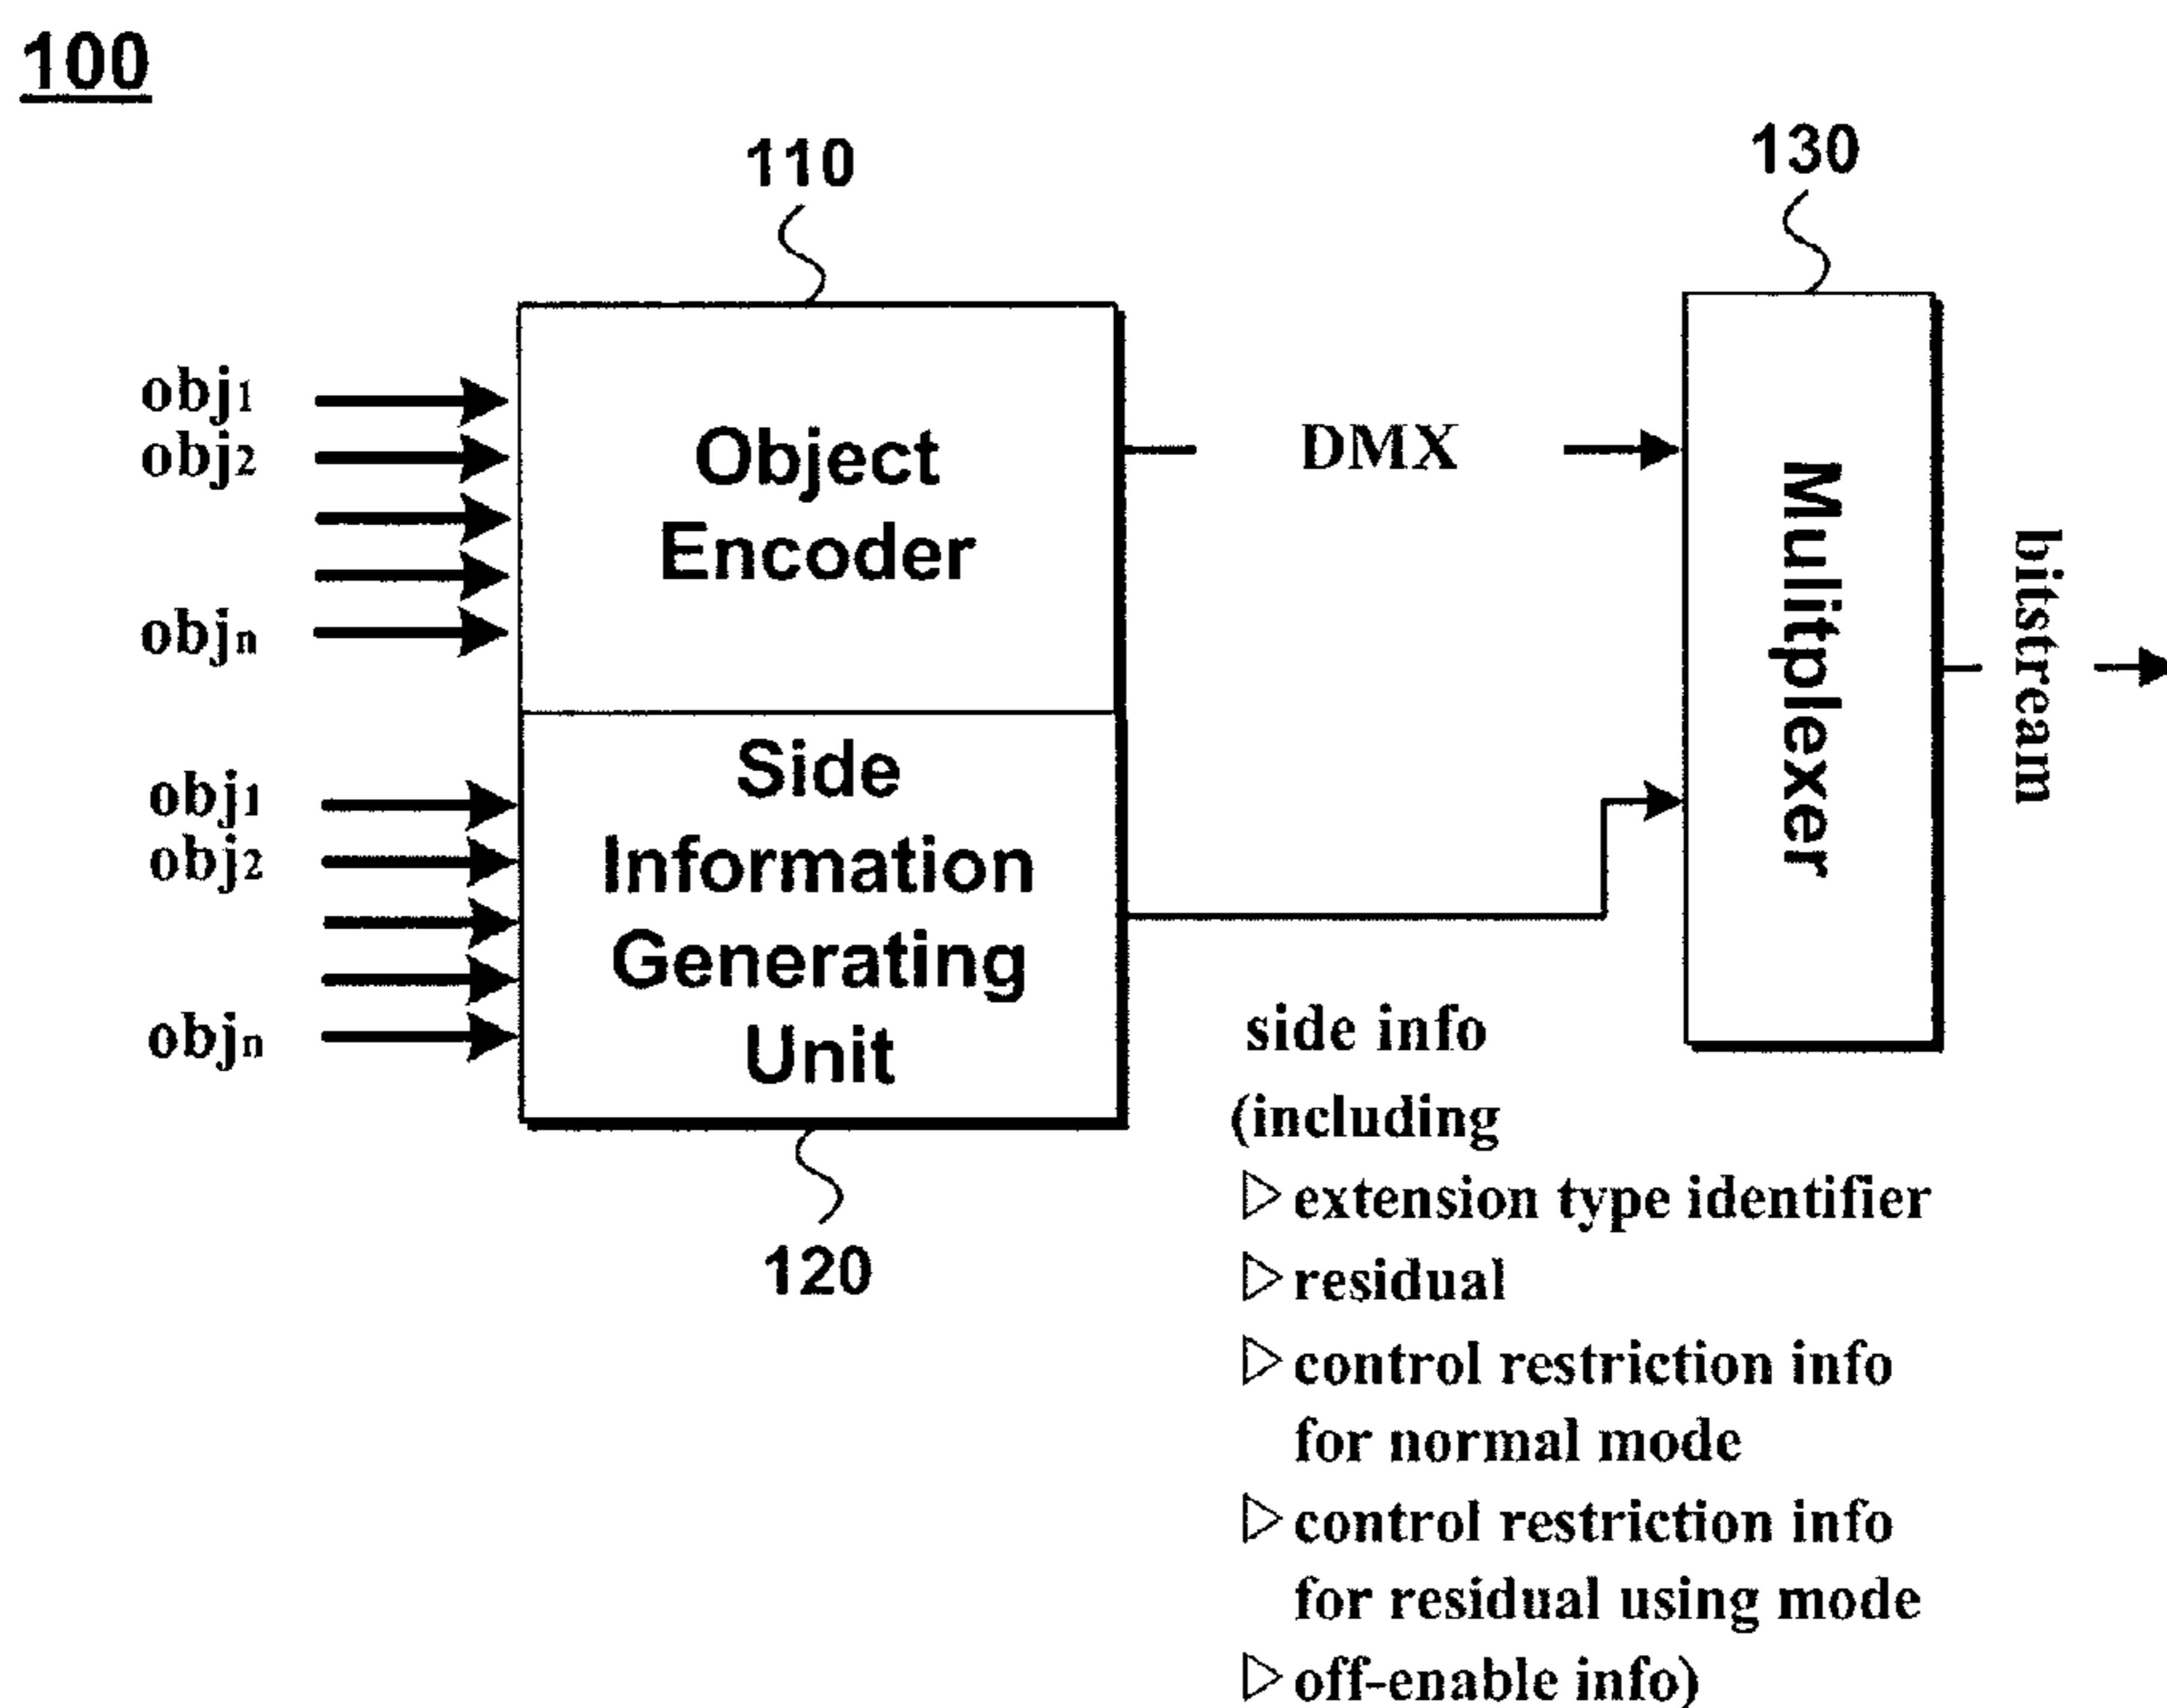 100
110
130
obj1
obj2
objn
Object
Encoder
DMX
Mulitplexer
bitstream
obj1
obj2
objn
Side
Information
Generating
Unit
120
side info
(including
▷ extension type identifier
▷ residual
▷ control restriction info
for normal mode
▷ control restriction info
for residual using mode
▷ off-enable info)